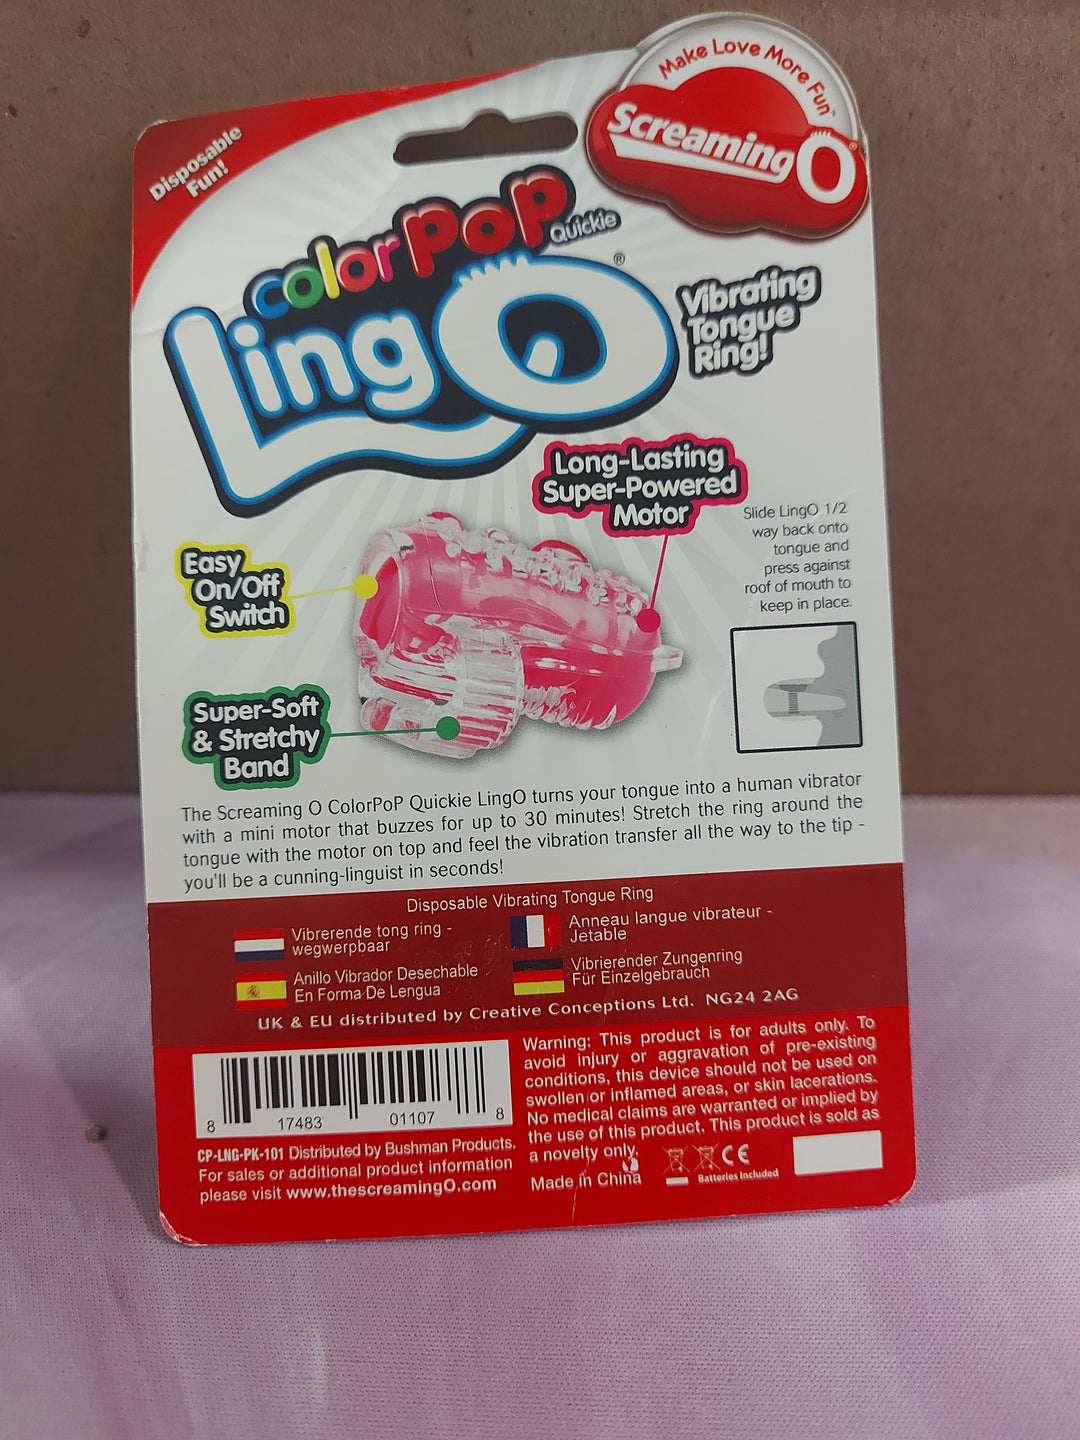 Disposable
Fun!
Make Love More Fun™
Screaming O®
colorPoP
Quickie
LingO®
Vibrating
Tongue
Ring!
Long-Lasting
Super-Powered
Motor
Slide LingO 1/2
way back onto
tongue and
press against
roof of mouth to
keep in place.
Easy
On/Off
Switch
Super-Soft
& Stretchy
Band
The Screaming O ColorPoP Quickie LingO turns your tongue into a human vibrator
with a mini motor that buzzes for up to 30 minutes! Stretch the ring around the
tongue with the motor on top and feel the vibration transfer all the way to the tip -
you'll be a cunning-linguist in seconds!
Disposable Vibrating Tongue Ring
Vibrerende tong ring -
wegwerpbaar
Anneau langue vibrateur -
Jetable
Anillo Vibrador Desechable
En Forma De Lengua
Vibrierender Zungenring
Für Einzelgebrauch
UK & EU distributed by Creative Conceptions Ltd. NG24 2AG
8 17483 01107 8
CP-LNG-PK-101 Distributed by Bushman Products.
For sales or additional product information
please visit www.thescreamingO.com
Warning: This product is for adults only. To
avoid injury or aggravation of pre-existing
conditions, this device should not be used on
swollen or inflamed areas, or skin lacerations.
No medical claims are warranted or implied by
the use of this product. This product is sold as
a novelty only.
Made in China
CE
Batteries Included